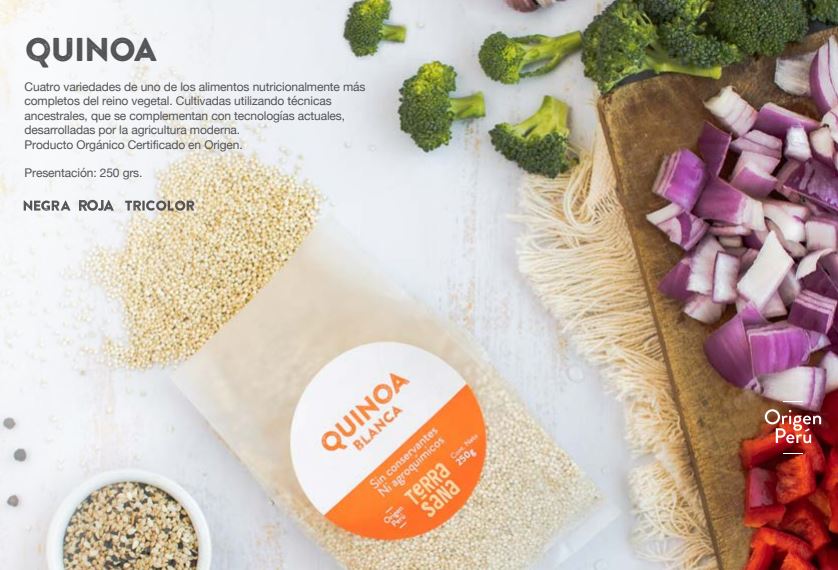 QUINOA
Cuatro variedades de uno de los alimentos nutricionalmente más
completos del reino vegetal. Cultivadas utilizando técnicas
ancestrales, que se complementan con tecnologías actuales,
desarrolladas por la agricultura moderna.
Producto Orgánico Certificado en Origen.
Presentación: 250 grs.
NEGRA ROJA TRICOLOR
QUINOA
BLANCA
Sin conservantes
Ni agroquímicos
Cont. Neto
250g
Origen
Perú
TERRA
SANA
Origen
Perú